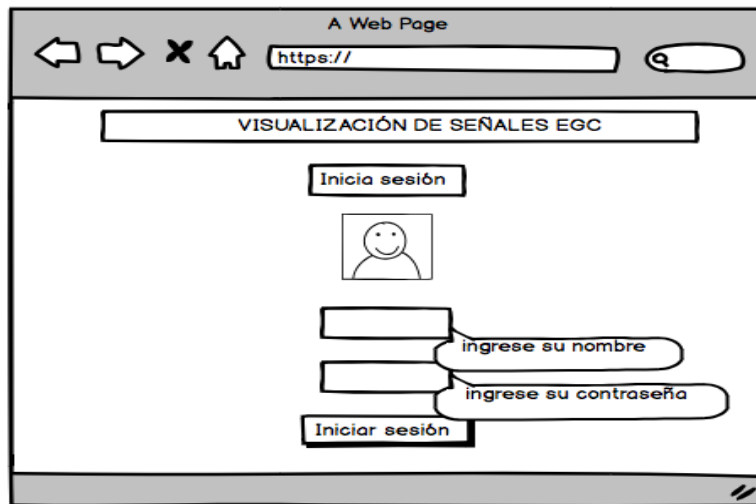 A Web Page
https://
VISUALIZACIÓN DE SEÑALES EGC
Inicia sesión
ingrese su nombre
ingrese su contraseña
Iniciar sesión